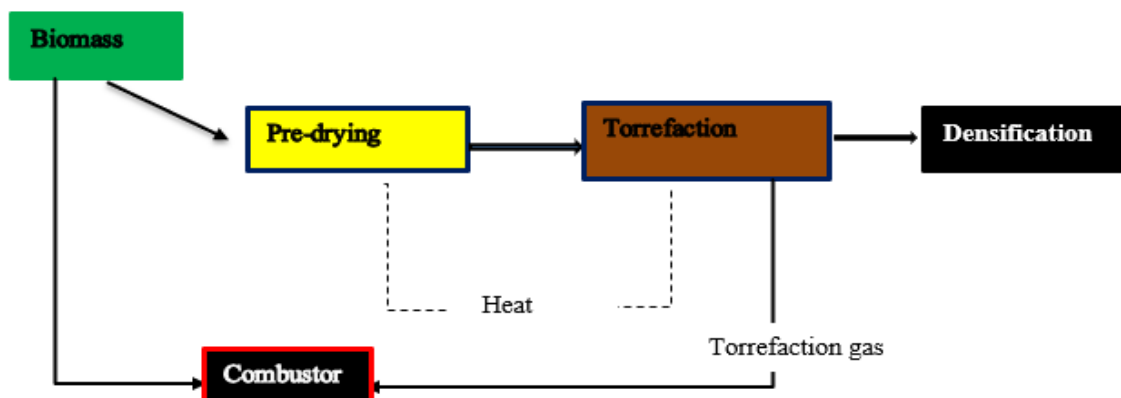 Biomass
Pre-drying
Torrefaction
Densification
Heat
Torrefaction gas
Combustor